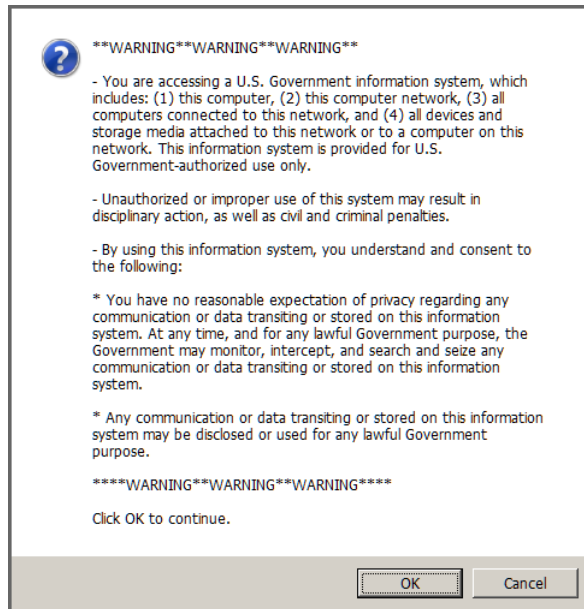 **WARNING**WARNING**WARNING**
- You are accessing a U.S. Government information system, which
includes: (1) this computer, (2) this computer network, (3) all
computers connected to this network, and (4) all devices and
storage media attached to this network or to a computer on this
network. This information system is provided for U.S.
Government-authorized use only.
- Unauthorized or improper use of this system may result in
disciplinary action, as well as civil and criminal penalties.
- By using this information system, you understand and consent to
the following:
* You have no reasonable expectation of privacy regarding any
communication or data transiting or stored on this information
system. At any time, and for any lawful Government purpose, the
Government may monitor, intercept, and search and seize any
communication or data transiting or stored on this information
system.
* Any communication or data transiting or stored on this information
system may be disclosed or used for any lawful Government
purpose.
****WARNING**WARNING**WARNING****
Click OK to continue.
OK
Cancel